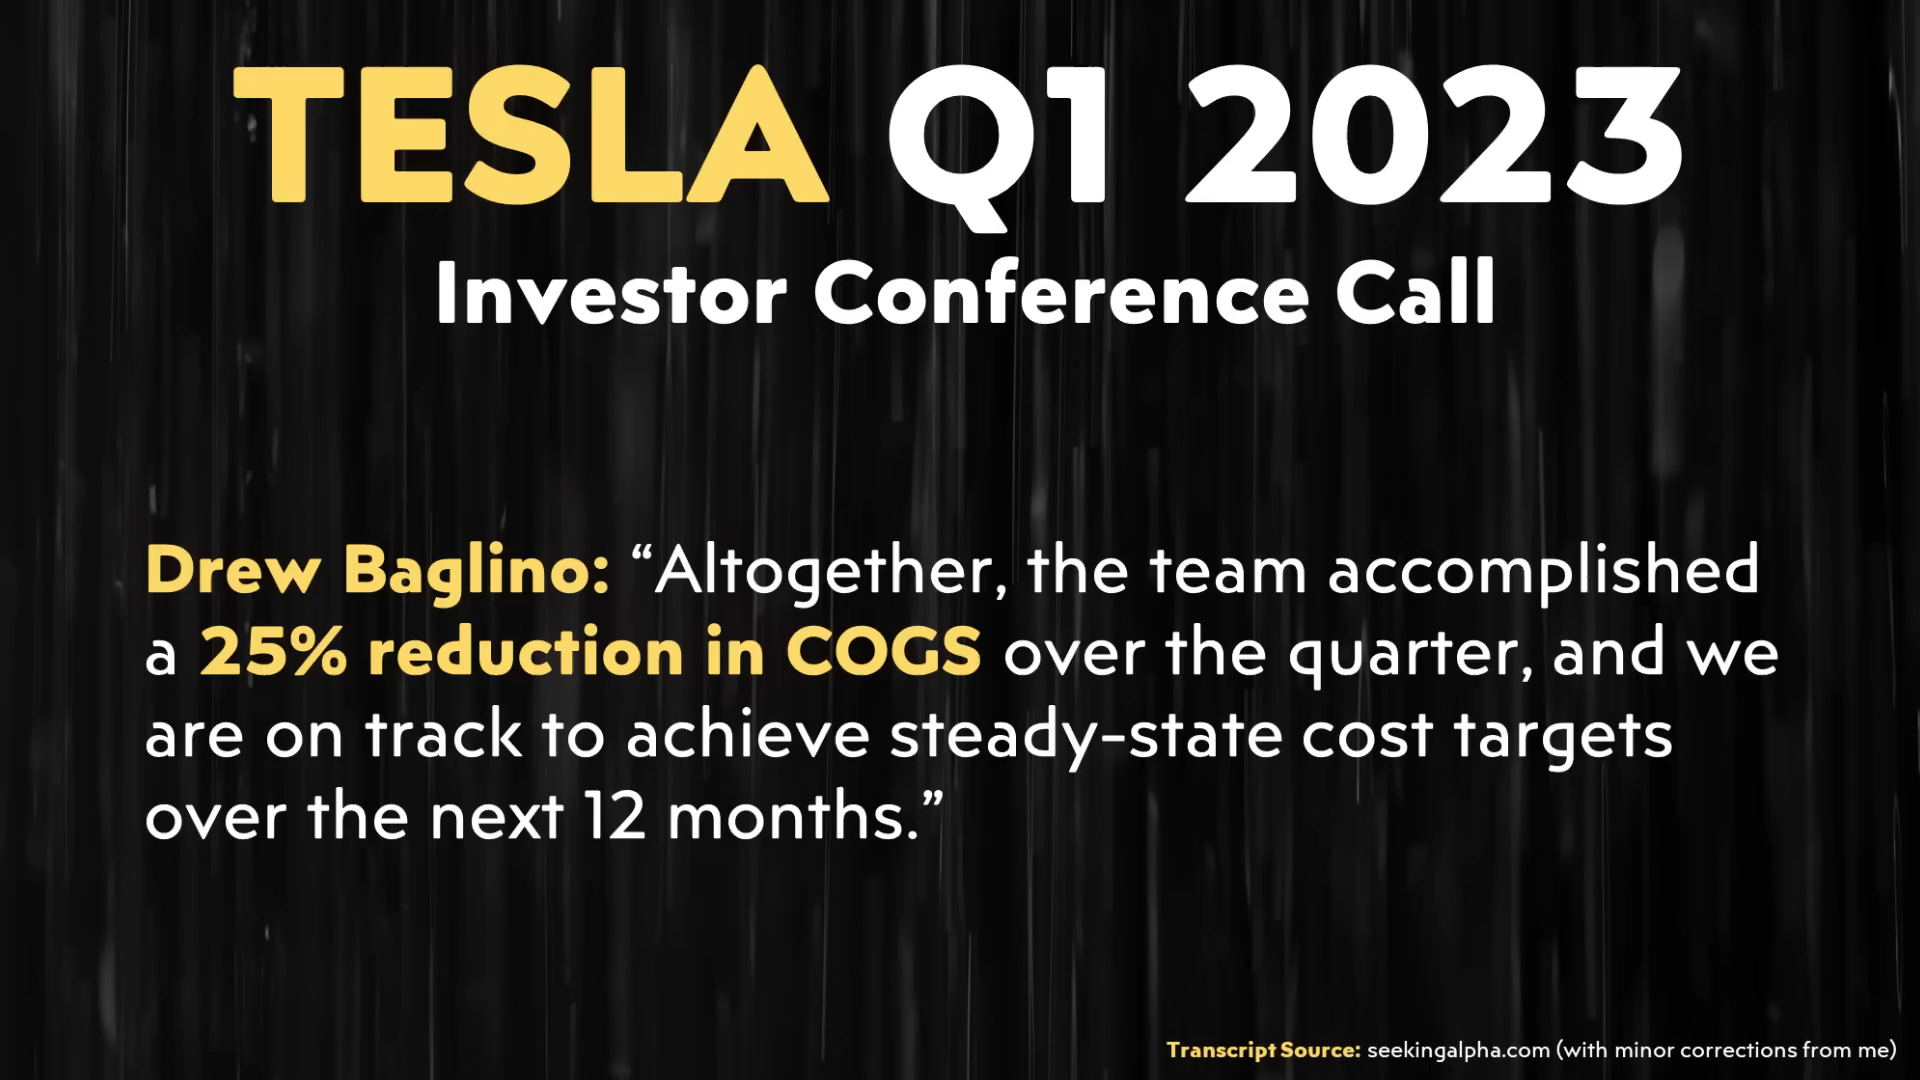 TESLA Q1 2023
Investor Conference Call
Drew Baglino: “Altogether, the team accomplished
a 25% reduction in COGS over the quarter, and we
are on track to achieve steady-state cost targets
over the next 12 months.”
Transcript Source: seekingalpha.com (with minor corrections from me)